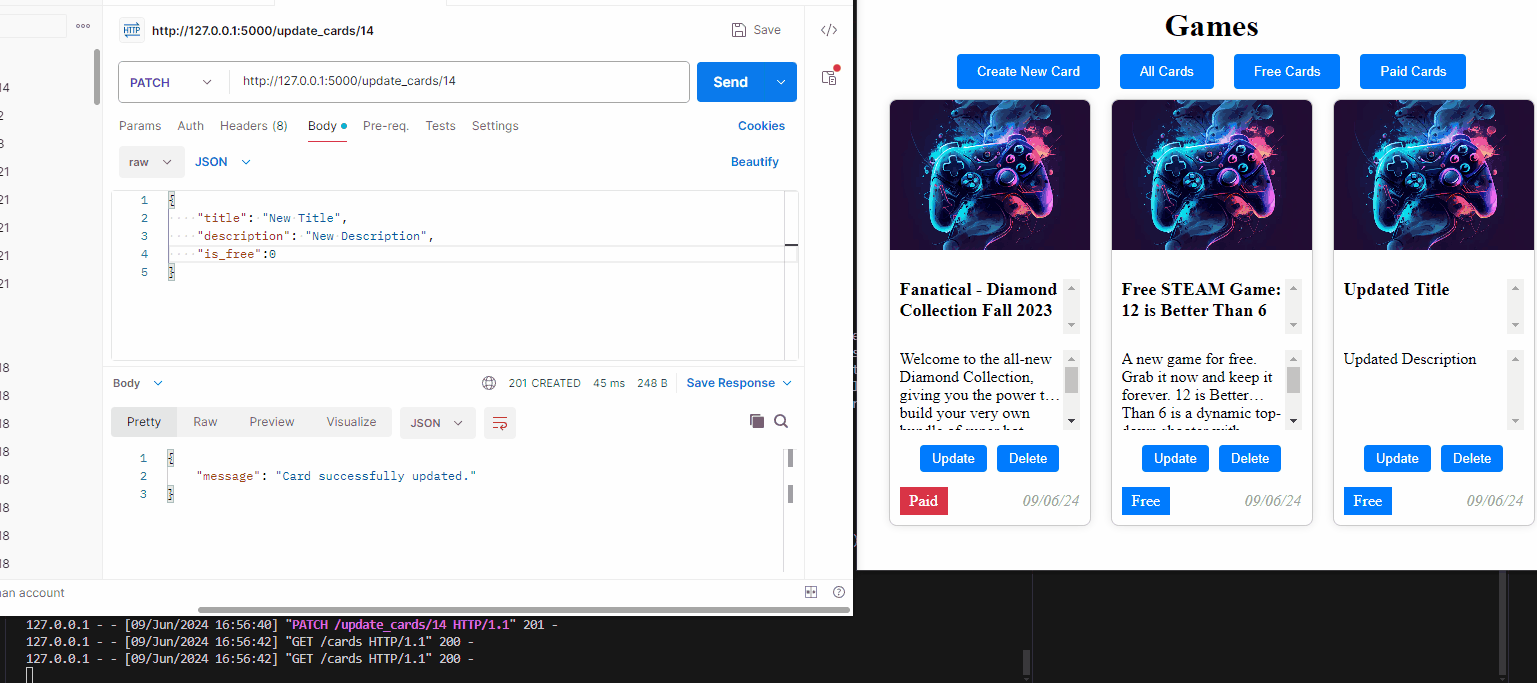 HTTP http://127.0.0.1:5000/update_cards/14 Save
PATCH http://127.0.0.1:5000/update_cards/14 Send
Params Auth Headers (8) Body Pre-req. Tests Settings Cookies
raw JSON Beautify
1 {
2 "title": "New Title",
3 "description": "New Description",
4 "is_free":0
5 }
Body 201 CREATED 45 ms 248 B Save Response
Pretty Raw Preview Visualize JSON
1 {
2 "message": "Card successfully updated."
3 }
14
2
8
21
21
21
21
21
18
18
18
18
18
18
18
18
an account
Games
Create New Card All Cards Free Cards Paid Cards
Fanatical - Diamond
Collection Fall 2023
Welcome to the all-new
Diamond Collection,
giving you the power t…
build your very own
bundle of super hot
Update Delete
Paid 09/06/24
Free STEAM Game:
12 is Better Than 6
A new game for free.
Grab it now and keep it
forever. 12 is Better…
Than 6 is a dynamic top-
down shooter with
Update Delete
Free 09/06/24
Updated Title
Updated Description
Update Delete
Free 09/06/24
127.0.0.1 - - [09/Jun/2024 16:56:40] "PATCH /update_cards/14 HTTP/1.1" 201 -
127.0.0.1 - - [09/Jun/2024 16:56:42] "GET /cards HTTP/1.1" 200 -
127.0.0.1 - - [09/Jun/2024 16:56:42] "GET /cards HTTP/1.1" 200 -